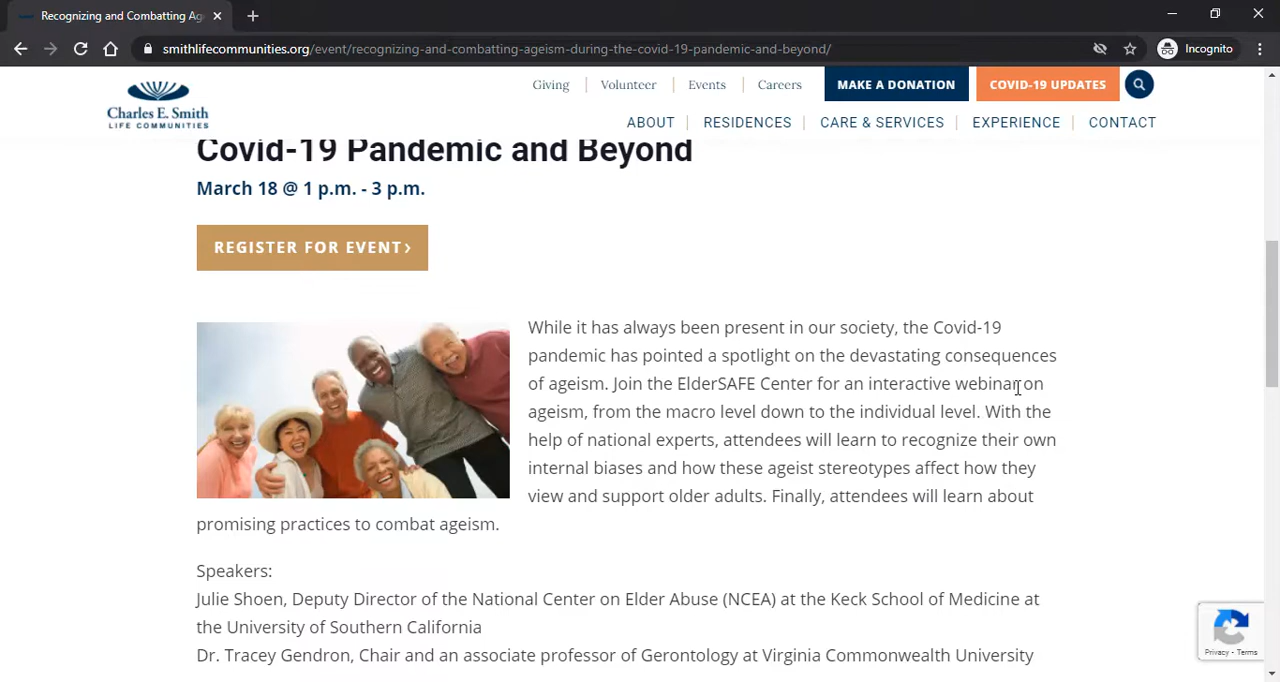 Recognizing and Combatting Ag
smithlifecommunities.org/event/recognizing-and-combatting-ageism-during-the-covid-19-pandemic-and-beyond/
Incognito
Charles E. Smith
LIFE COMMUNITIES
Giving
Volunteer
Events
Careers
MAKE A DONATION
COVID-19 UPDATES
ABOUT
RESIDENCES
CARE & SERVICES
EXPERIENCE
CONTACT
Covid-19 Pandemic and Beyond
March 18 @ 1 p.m. - 3 p.m.
REGISTER FOR EVENT›
While it has always been present in our society, the Covid-19
pandemic has pointed a spotlight on the devastating consequences
of ageism. Join the ElderSAFE Center for an interactive webinar on
ageism, from the macro level down to the individual level. With the
help of national experts, attendees will learn to recognize their own
internal biases and how these ageist stereotypes affect how they
view and support older adults. Finally, attendees will learn about
promising practices to combat ageism.
Speakers:
Julie Shoen, Deputy Director of the National Center on Elder Abuse (NCEA) at the Keck School of Medicine at
the University of Southern California
Dr. Tracey Gendron, Chair and an associate professor of Gerontology at Virginia Commonwealth University
Privacy - Terms